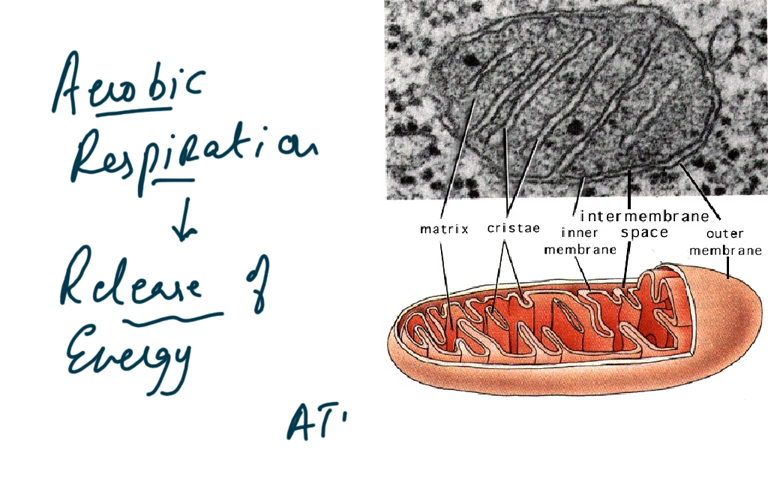 Aerobic
Respiration
↓
Release of
Energy
AT
matrix
cristae
inner membrane
intermembrane space
outer membrane